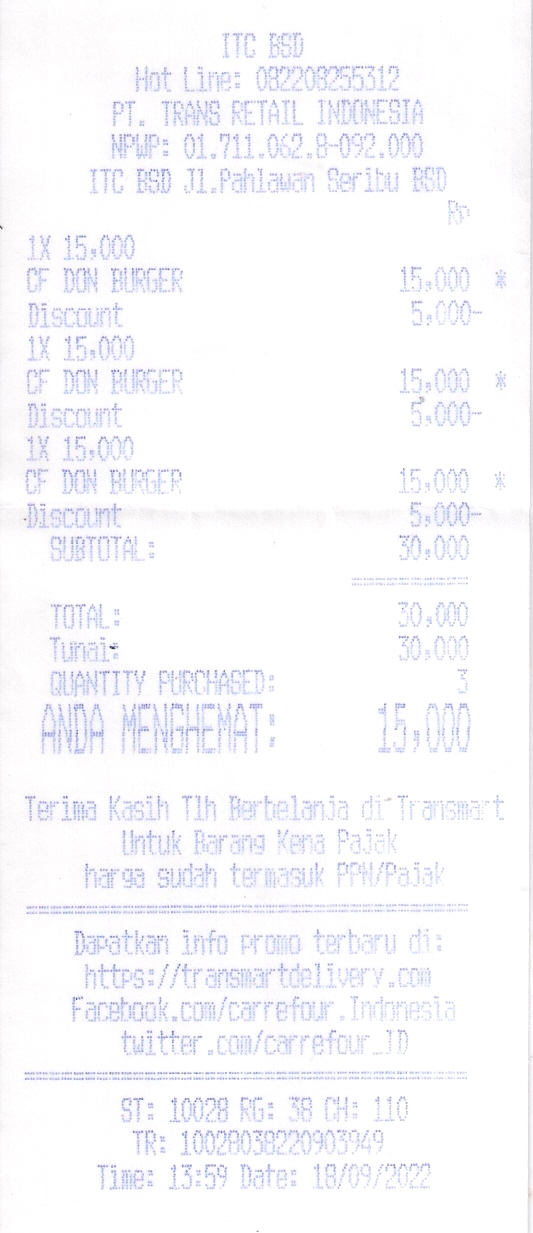 ITC BSD
Hot Line: 082208255312
PT. TRANS RETAIL INDONESIA
NPWP: 01.711.062.8-092.000
ITC BSD Jl.Pahlawan Seribu BSD
Rp
1X 15,000
CF DON BURGER 15,000 *
Discount 5,000-
1X 15,000
CF DON BURGER 15,000 *
Discount 5,000-
1X 15,000
CF DON BURGER 15,000 *
Discount 5,000-
SUBTOTAL: 30,000
==================
TOTAL: 30,000
Tunai: 30,000
QUANTITY PURCHASED: 3
ANDA MENGHEMAT: 15,000
Terima Kasih Tlh Berbelanja di Transmart
Untuk Barang Kena Pajak
harga sudah termasuk PPN/Pajak
Dapatkan info promo terbaru di:
https://transmartdelivery.com
Facebook.com/carrefour.Indonesia
twitter.com/carrefour_ID
ST: 10028 RG: 38 CH: 110
TR: 10028038220903949
Time: 13:59 Date: 18/09/2022